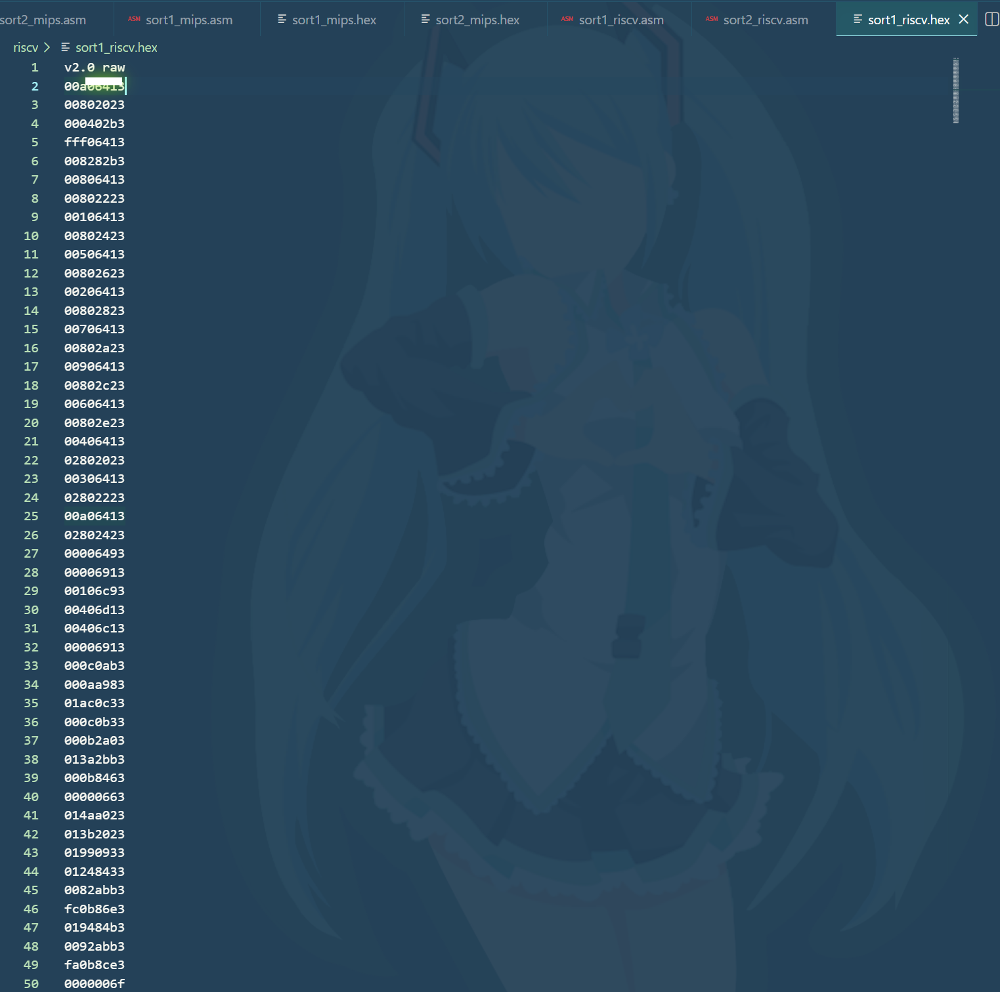 sort2_mips.asm ASM sort1_mips.asm sort1_mips.hex sort2_mips.hex ASM sort1_riscv.asm ASM sort2_riscv.asm sort1_riscv.hex
riscv > sort1_riscv.hex
1 v2.0 raw
2 00a06413
3 00802023
4 000402b3
5 fff06413
6 008282b3
7 00806413
8 00802223
9 00106413
10 00802423
11 00506413
12 00802623
13 00206413
14 00802823
15 00706413
16 00802a23
17 00906413
18 00802c23
19 00606413
20 00802e23
21 00406413
22 02802023
23 00306413
24 02802223
25 00a06413
26 02802423
27 00006493
28 00006913
29 00106c93
30 00406d13
31 00406c13
32 00006913
33 000c0ab3
34 000aa983
35 01ac0c33
36 000c0b33
37 000b2a03
38 013a2bb3
39 000b8463
40 00000663
41 014aa023
42 013b2023
43 01990933
44 01248433
45 0082abb3
46 fc0b86e3
47 019484b3
48 0092abb3
49 fa0b8ce3
50 0000006f